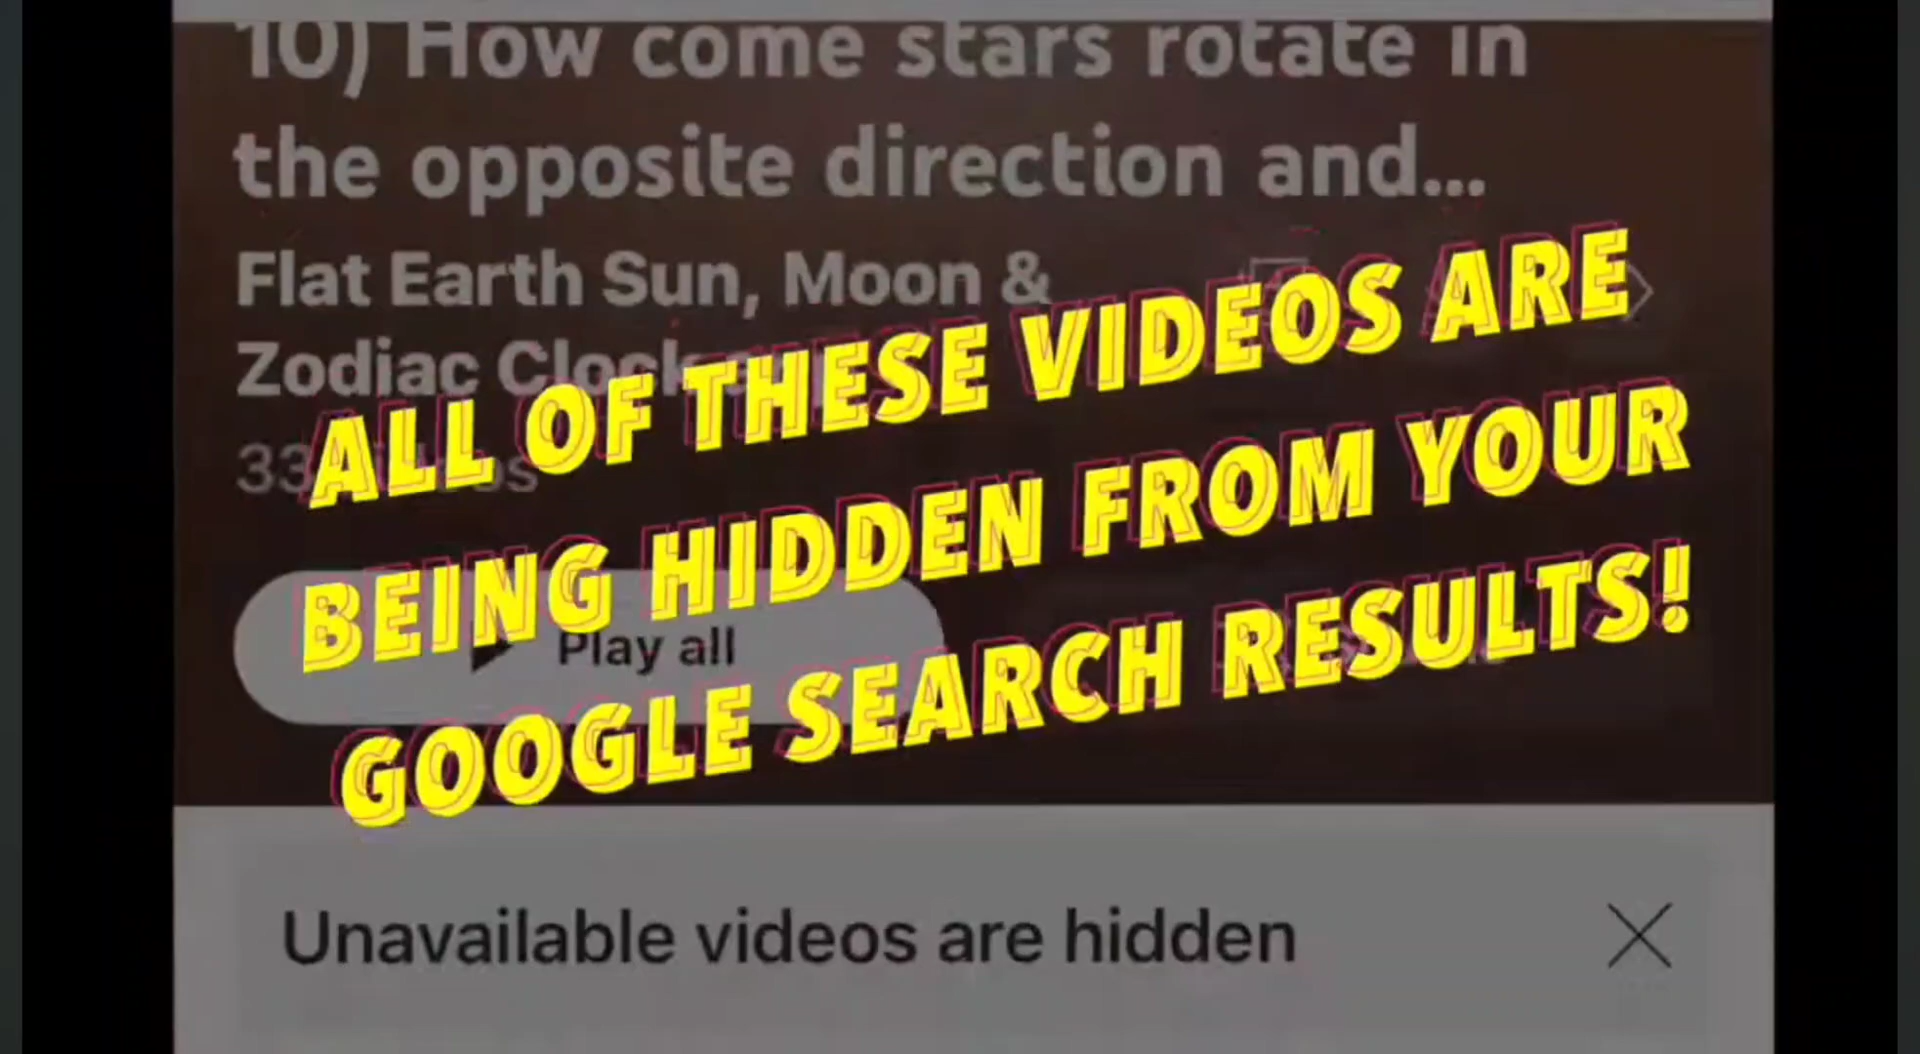 10) How come stars rotate in
the opposite direction and...
Flat Earth Sun, Moon &
Zodiac Clock
ALL OF THESE VIDEOS ARE
BEING HIDDEN FROM YOUR
GOOGLE SEARCH RESULTS!
Play all
Unavailable videos are hidden